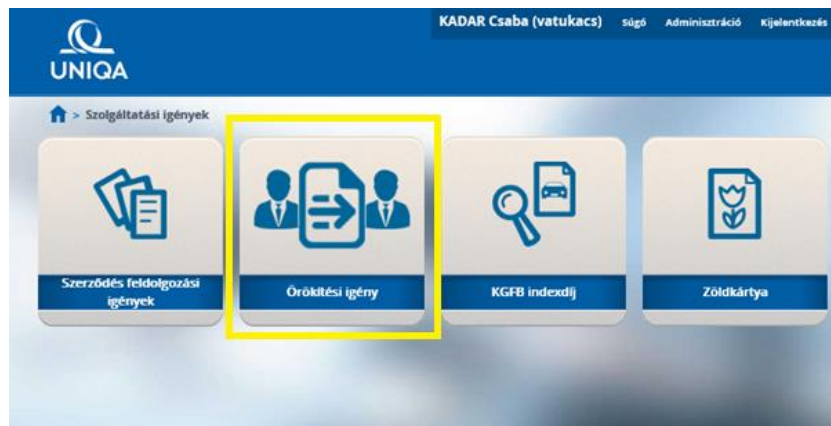 KADAR Csaba (vatukacs) Súgó Adminisztráció Kijelentkezés
UNIQA
> Szolgáltatási igények
Szerződés feldolgozási
igények
Örökítési igény
KGFB indexdíj
Zöldkártya